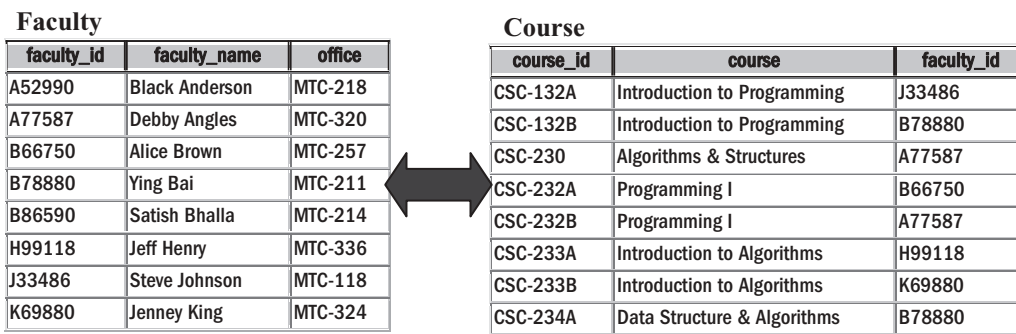 Faculty
faculty_id faculty_name office
A52990 Black Anderson MTC-218
A77587 Debby Angles MTC-320
B66750 Alice Brown MTC-257
B78880 Ying Bai MTC-211
B86590 Satish Bhalla MTC-214
H99118 Jeff Henry MTC-336
J33486 Steve Johnson MTC-118
K69880 Jenney King MTC-324
Course
course_id course faculty_id
CSC-132A Introduction to Programming J33486
CSC-132B Introduction to Programming B78880
CSC-230 Algorithms & Structures A77587
CSC-232A Programming I B66750
CSC-232B Programming I A77587
CSC-233A Introduction to Algorithms H99118
CSC-233B Introduction to Algorithms K69880
CSC-234A Data Structure & Algorithms B78880